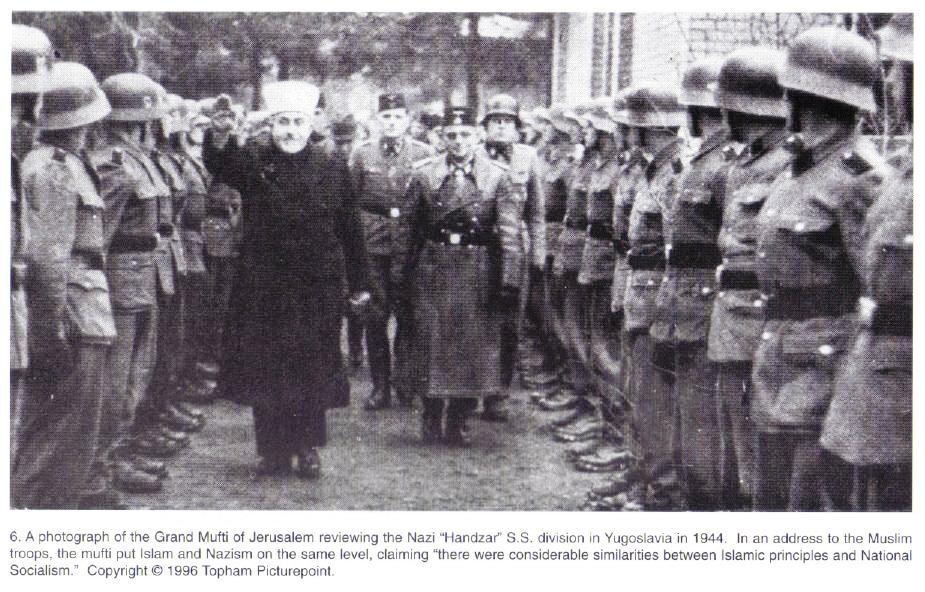 6. A photograph of the Grand Mufti of Jerusalem reviewing the Nazi "Handzar" S.S. division in Yugoslavia in 1944.  In an address to the Muslim
troops, the mufti put Islam and Nazism on the same level, claiming "there were considerable similarities between Islamic principles and National
Socialism."  Copyright © 1996 Topham Picturepoint.